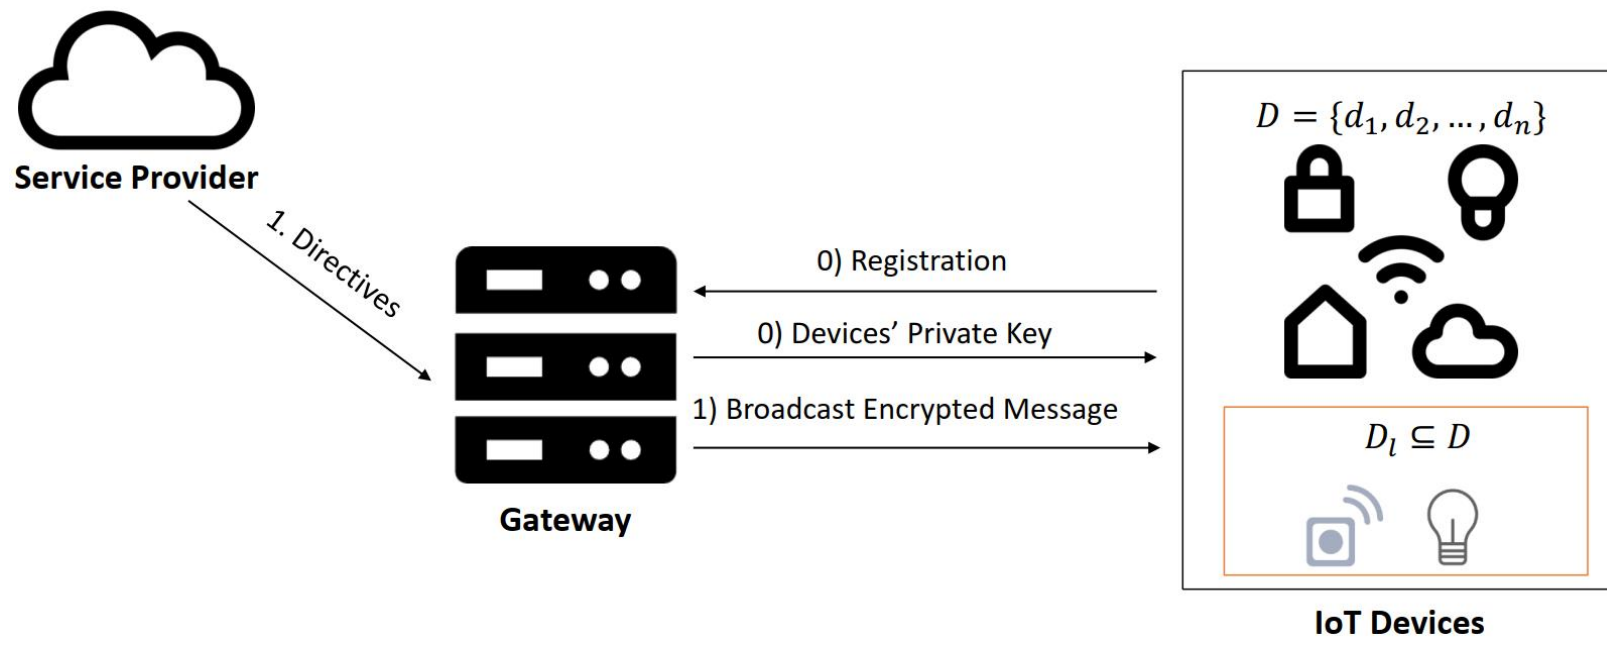 Service Provider
1. Directives
Gateway
0) Registration
0) Devices' Private Key
1) Broadcast Encrypted Message
D = {d₁, d₂, ..., dₙ}
Dₗ ⊆ D
IoT Devices